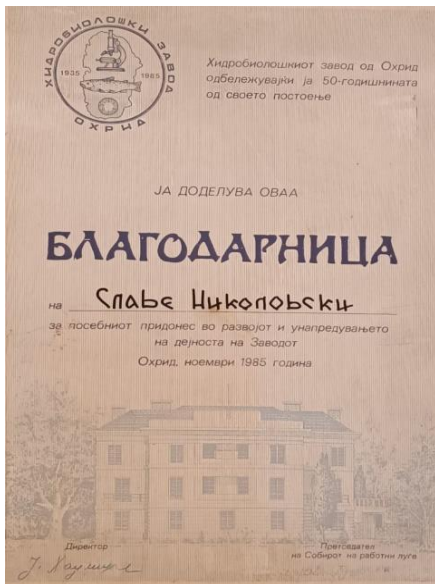 ХИДРОБИОЛОШКИ ЗАВОД
1935 1985
ОХРИД
Хидробиолошкиот завод од Охрид
одбележувајќи ја 50-годишнината
од своето постоење
ЈА ДОДЕЛУВА ОВАА
БЛАГОДАРНИЦА
на Славе Николовски
за посебниот придонес во развојот и унапредувањето
на дејноста на Заводот
Охрид, ноември 1985 година
Директор
Претседател
на Собирот на работни луѓе